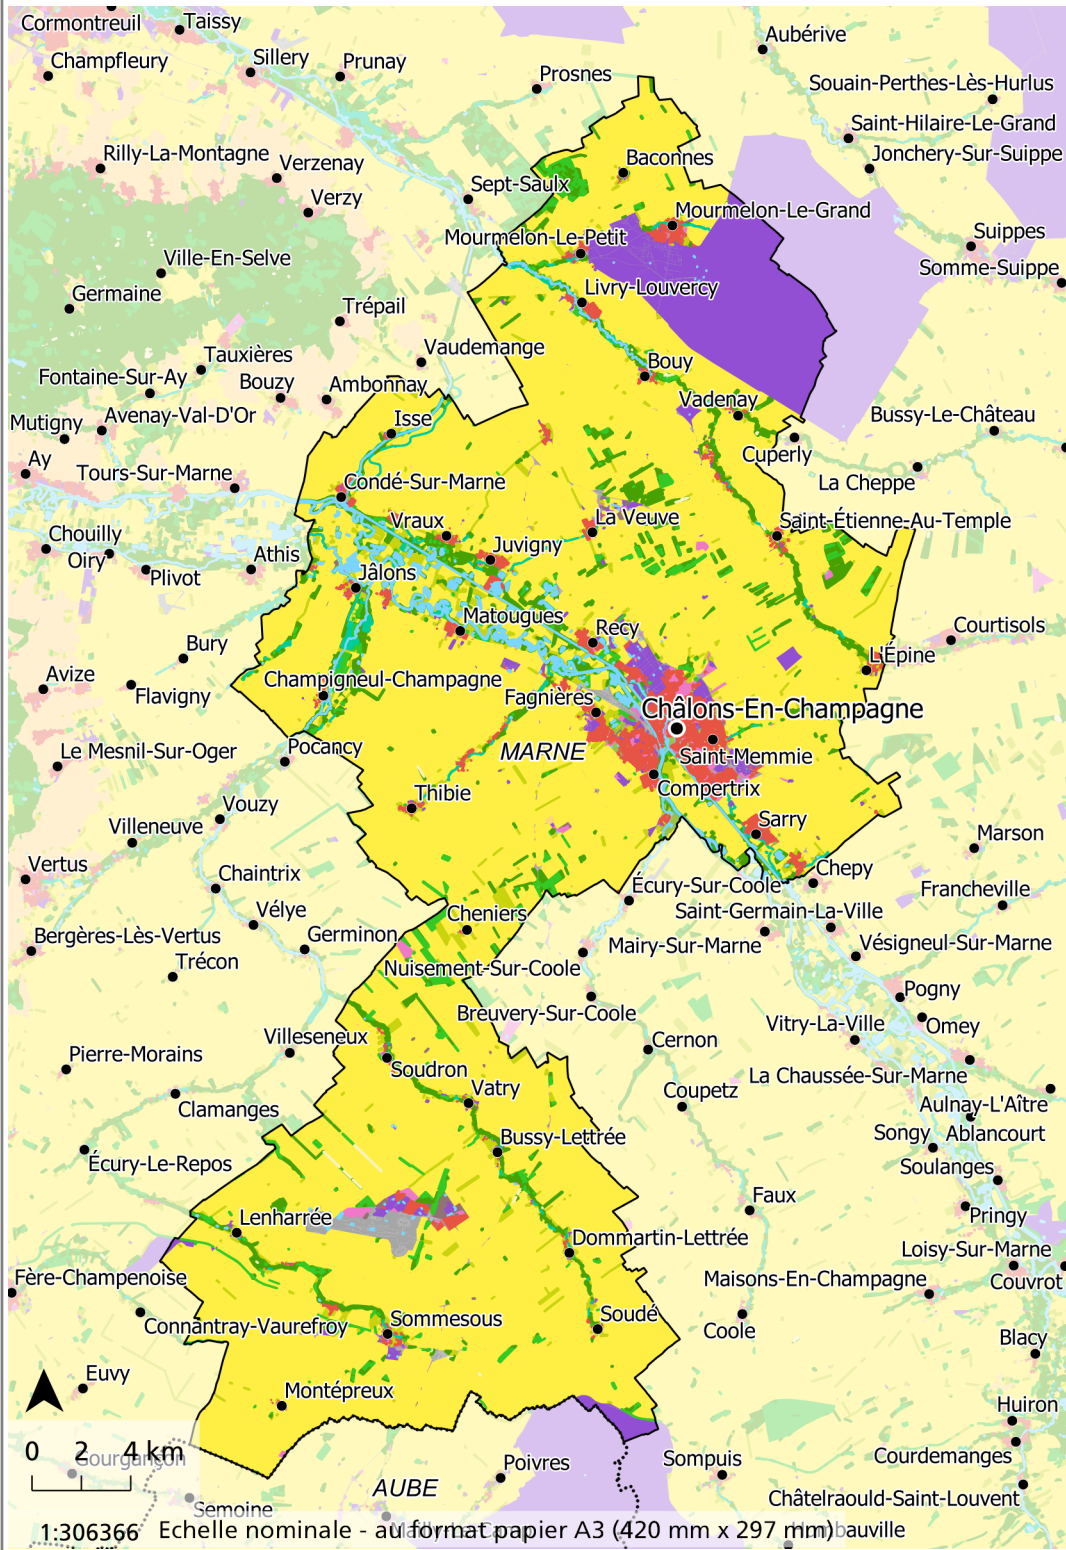 Cormontreuil
Taissy
Aubérive
Champfleury
Sillery
Prunay
Prosnes
Souain-Perthes-Lès-Hurlus
Saint-Hilaire-Le-Grand
Rilly-La-Montagne
Verzenay
Baconnes
Jonchery-Sur-Suippe
Verzy
Sept-Saulx
Mourmelon-Le-Grand
Mourmelon-Le-Petit
Suippes
Ville-En-Selve
Somme-Suippe
Germaine
Livry-Louvercy
Trépail
Tauxières
Vaudemange
Bouy
Fontaine-Sur-Ay
Bouzy
Ambonnay
Vadenay
Mutigny
Avenay-Val-D'Or
Isse
Bussy-Le-Château
Ay
Cuperly
Tours-Sur-Marne
Condé-Sur-Marne
La Cheppe
Vraux
La Veuve
Saint-Étienne-Au-Temple
Chouilly
Oiry
Athis
Juvigny
Plivot
Jâlons
Matougues
Recy
Courtisols
Bury
L'Épine
Avize
Flavigny
Champigneul-Champagne
Fagnières
Châlons-En-Champagne
Le Mesnil-Sur-Oger
Pocancy
MARNE
Saint-Memmie
Compertrix
Thibie
Vouzy
Sarry
Villeneuve
Marson
Vertus
Chaintrix
Chepy
Écury-Sur-Coole
Francheville
Vélye
Cheniers
Saint-Germain-La-Ville
Bergères-Lès-Vertus
Germinon
Mairy-Sur-Marne
Vésigneul-Sur-Marne
Trécon
Nuisement-Sur-Coole
Pogny
Breuvery-Sur-Coole
Vitry-La-Ville
Omey
Villeseneux
Cernon
Pierre-Morains
Soudron
La Chaussée-Sur-Marne
Vatry
Coupetz
Clamanges
Aulnay-L'Aître
Bussy-Lettrée
Songy
Ablancourt
Écury-Le-Repos
Soulanges
Faux
Lenharrée
Pringy
Dommartin-Lettrée
Loisy-Sur-Marne
Fère-Champenoise
Maisons-En-Champagne
Couvrot
Connantray-Vaurefroy
Sommesous
Soudé
Coole
Blacy
Euvy
Montépreux
Huiron
0 2 4 km
Gourgançon
Poivres
Sompuis
Courdemanges
AUBE
Châtelraould-Saint-Louvent
Semoine
1:306366 Echelle nominale - au format papier A3 (420 mm x 297 mm)
Mailly-Le-Camp
Humbauville